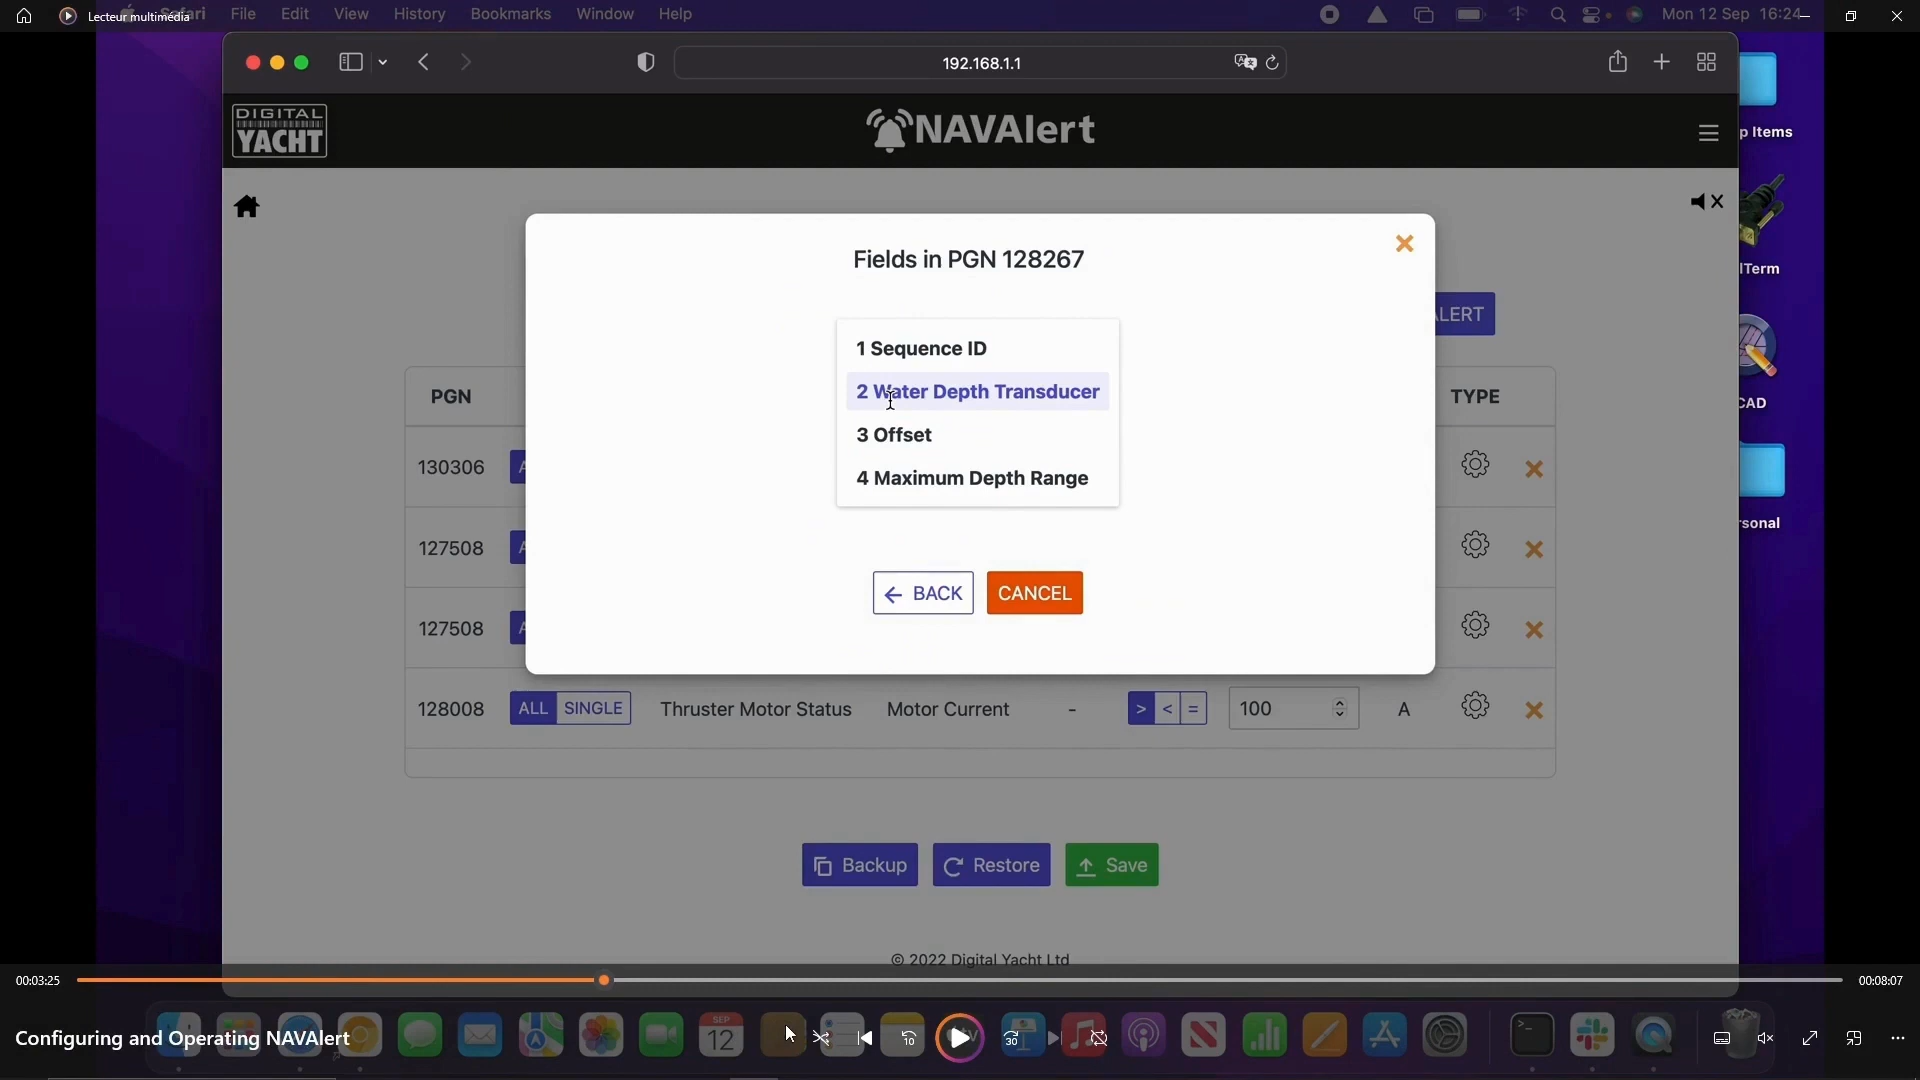 Lecteur multimédia
File Edit View History Bookmarks Window Help
Mon 12 Sep 16:24
192.168.1.1
DIGITAL
YACHT
NAVAlert
p Items
Fields in PGN 128267
1 Sequence ID
2 Water Depth Transducer
3 Offset
4 Maximum Depth Range
BACK CANCEL
LERT
lTerm
CAD
rsonal
PGN TYPE
130306
127508
127508
128008 ALL SINGLE Thruster Motor Status Motor Current - > < = 100 A
Backup Restore Save
© 2022 Digital Yacht Ltd
00:03:25 00:08:07
Configuring and Operating NAVAlert
SEP
12
10
30